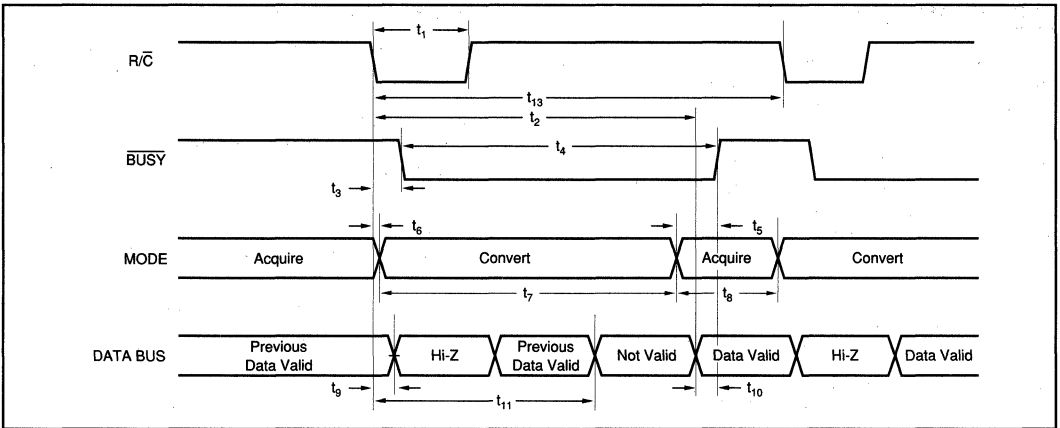 t₁
R/C̅
t₁₃
t₂
B̅U̅S̅Y̅
t₄
t₃
t₆
t₅
MODE
Acquire
Convert
Acquire
Convert
t₇
t₈
DATA BUS
Previous
Data Valid
Hi-Z
Previous
Data Valid
Not Valid
Data Valid
Hi-Z
Data Valid
t₉
t₁₀
t₁₁